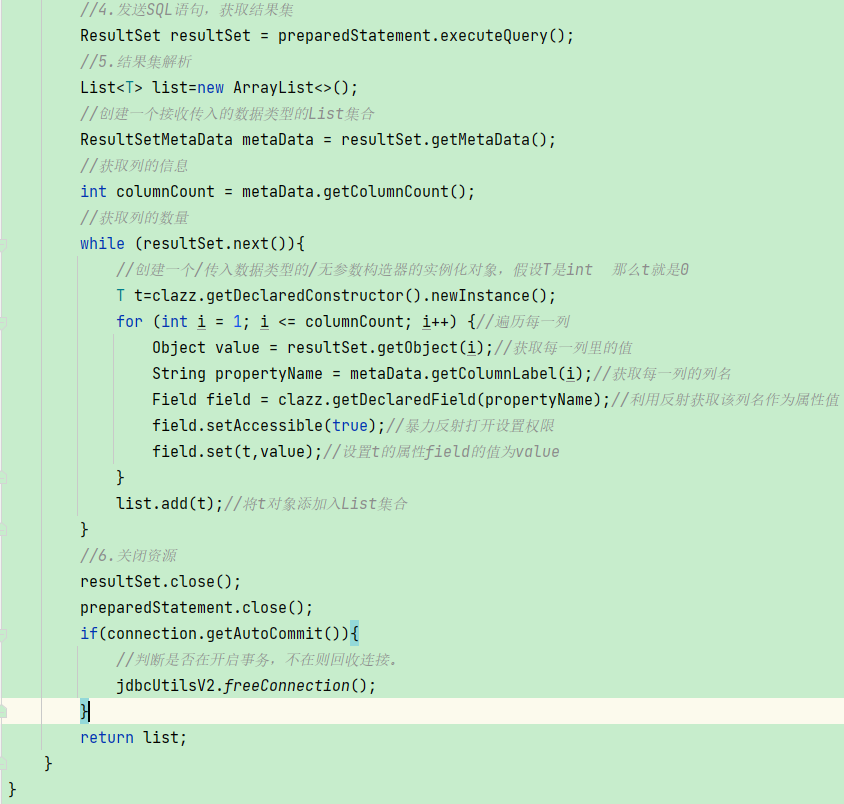 //4.发送SQL语句，获取结果集
ResultSet resultSet = preparedStatement.executeQuery();
//5.结果集解析
List<T> list=new ArrayList<>();
//创建一个接收传入的数据类型的List集合
ResultSetMetaData metaData = resultSet.getMetaData();
//获取列的信息
int columnCount = metaData.getColumnCount();
//获取列的数量
while (resultSet.next()){
//创建一个/传入数据类型的/无参数构造器的实例化对象，假设T是int  那么t就是0
T t=clazz.getDeclaredConstructor().newInstance();
for (int i = 1; i <= columnCount; i++) {//遍历每一列
Object value = resultSet.getObject(i);//获取每一列里的值
String propertyName = metaData.getColumnLabel(i);//获取每一列的列名
Field field = clazz.getDeclaredField(propertyName);//利用反射获取该列名作为属性值
field.setAccessible(true);//暴力反射打开设置权限
field.set(t,value);//设置t的属性field的值为value
}
list.add(t);//将t对象添加入List集合
}
//6.关闭资源
resultSet.close();
preparedStatement.close();
if(connection.getAutoCommit()){
//判断是否在开启事务，不在则回收连接.
jdbcUtilsV2.freeConnection();
}
return list;
}
}